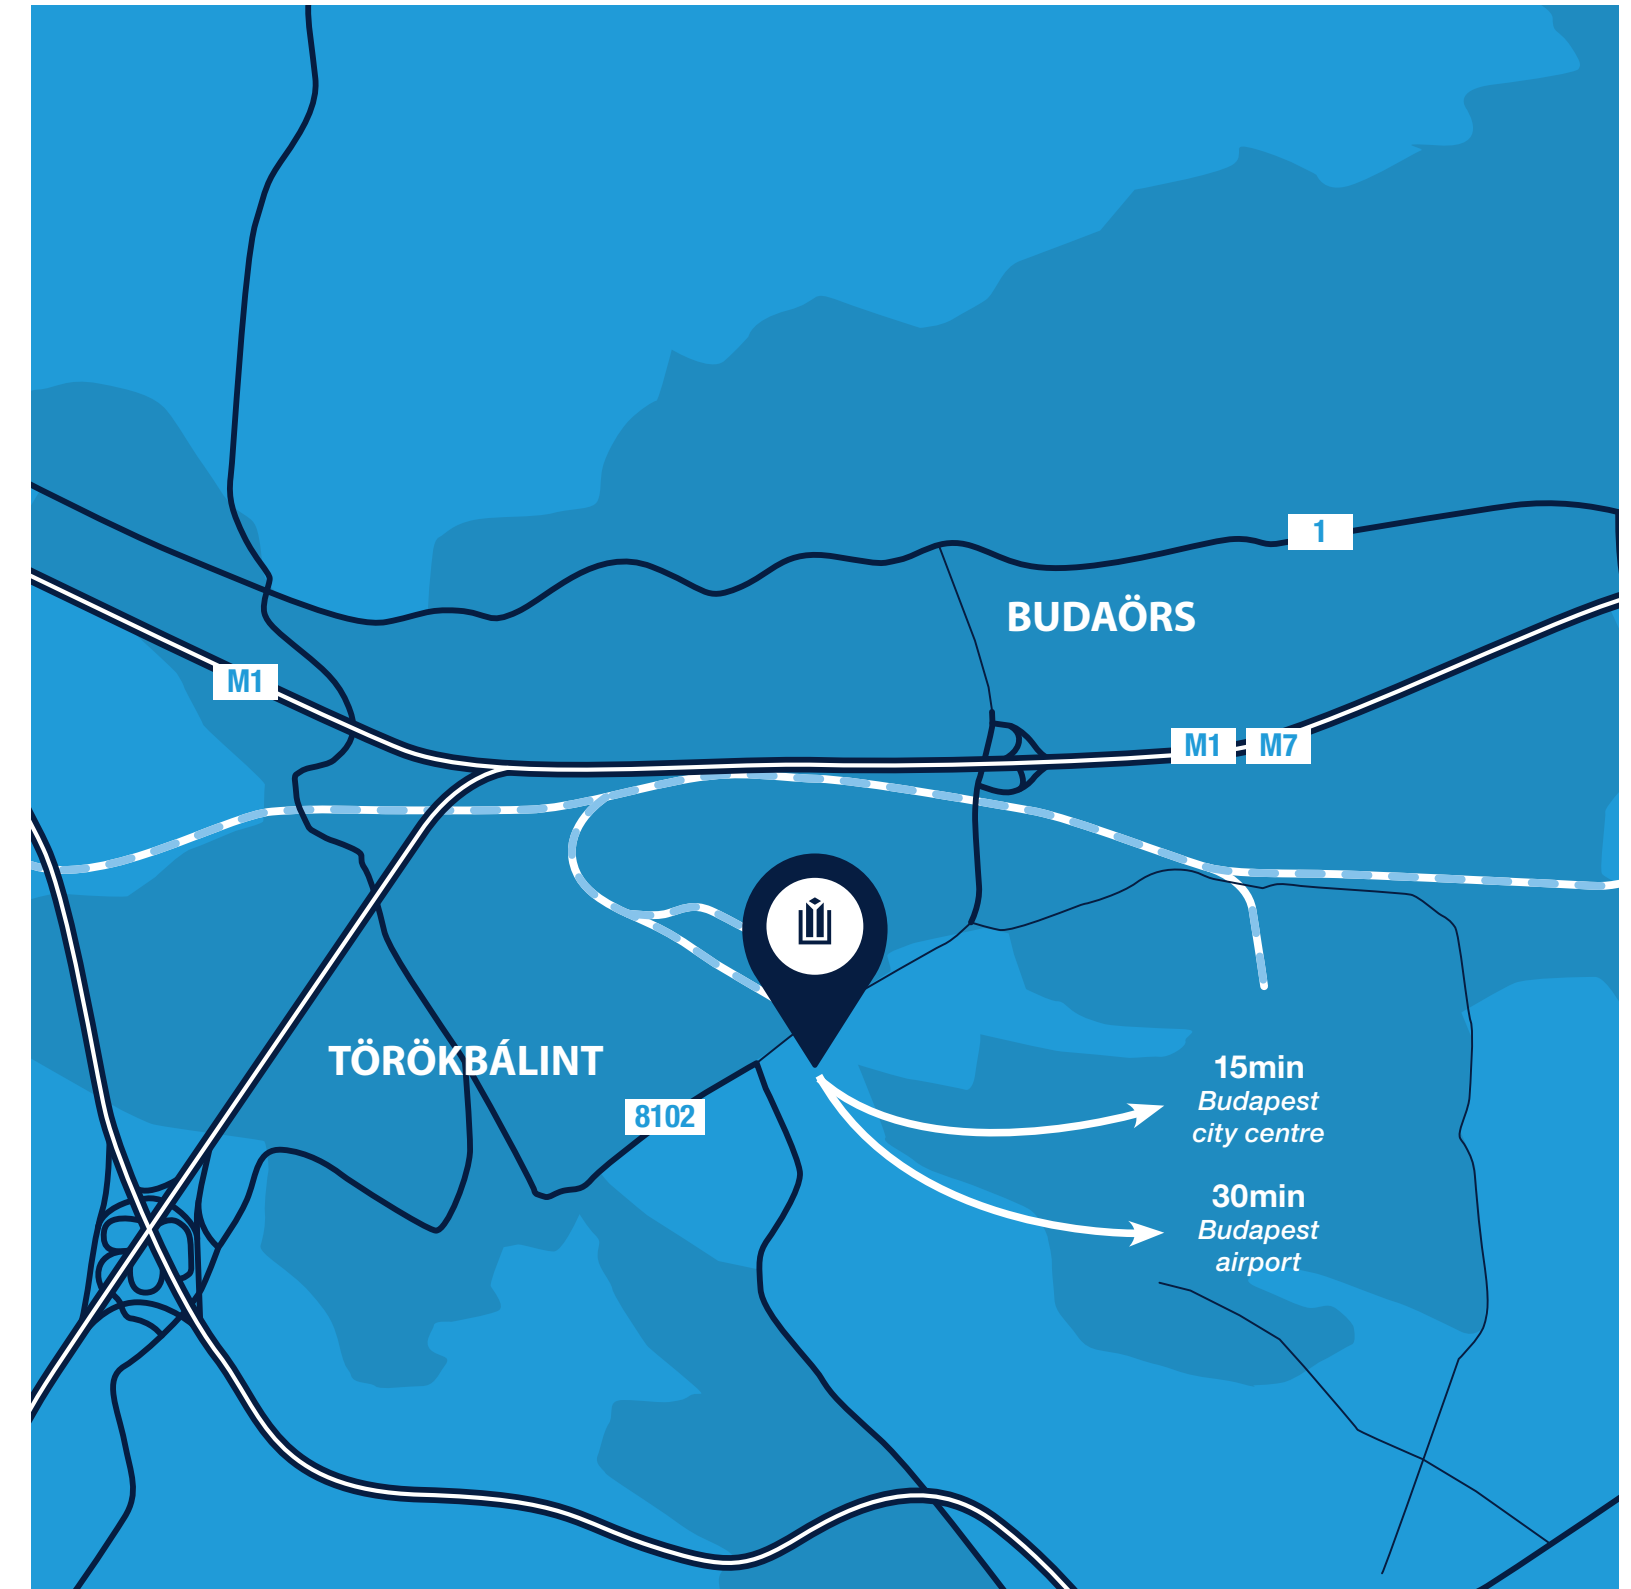 1
BUDAÖRS
M1
M1
M7
TÖRÖKBÁLINT
8102
15min
Budapest
city centre
30min
Budapest
airport